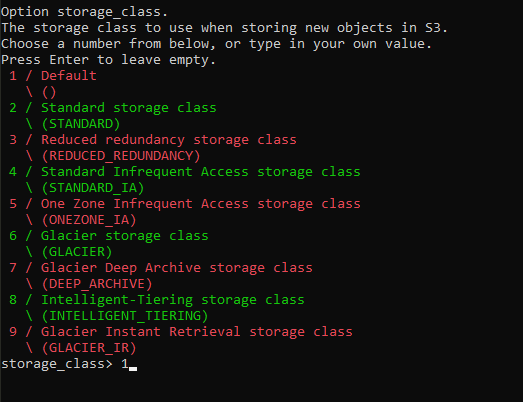 Option storage_class.
The storage class to use when storing new objects in S3.
Choose a number from below, or type in your own value.
Press Enter to leave empty.
 1 / Default
   \ ()
 2 / Standard storage class
   \ (STANDARD)
 3 / Reduced redundancy storage class
   \ (REDUCED_REDUNDANCY)
 4 / Standard Infrequent Access storage class
   \ (STANDARD_IA)
 5 / One Zone Infrequent Access storage class
   \ (ONEZONE_IA)
 6 / Glacier storage class
   \ (GLACIER)
 7 / Glacier Deep Archive storage class
   \ (DEEP_ARCHIVE)
 8 / Intelligent-Tiering storage class
   \ (INTELLIGENT_TIERING)
 9 / Glacier Instant Retrieval storage class
   \ (GLACIER_IR)
storage_class> 1